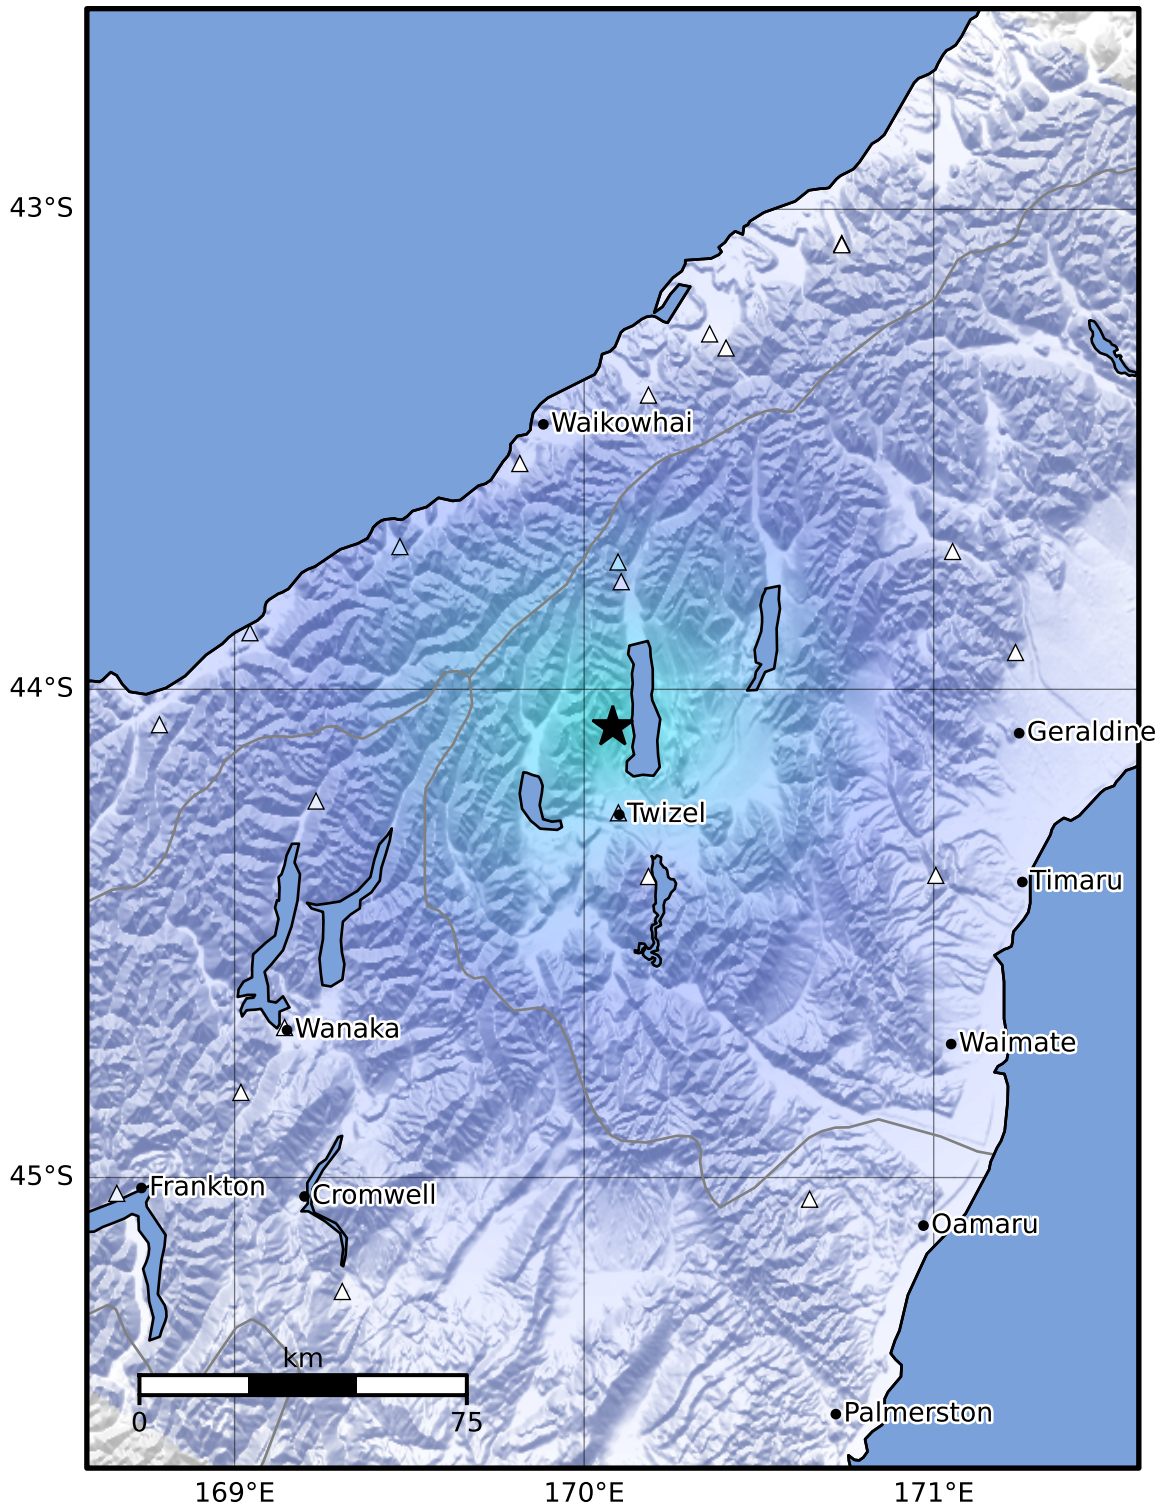 43°S
Waikowhai
44°S
Geraldine
Twizel
Timaru
Wanaka
Waimate
45°S
Frankton
Cromwell
Oamaru
km
0
75
Palmerston
169°E
170°E
171°E